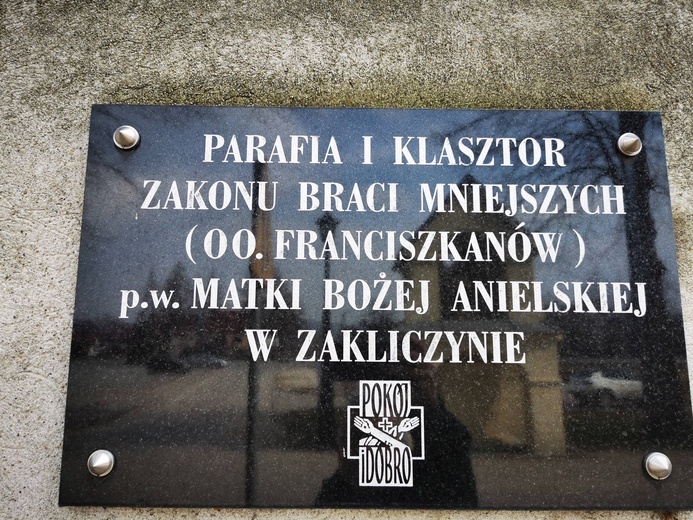 PARAFIA I KLASZTOR
ZAKONU BRACI MNIEJSZYCH
(OO. FRANCISZKANÓW)
p.w. MATKI BOŻEJ ANIELSKIEJ
W ZAKLICZYNIE
POKÓJ
i DOBRO